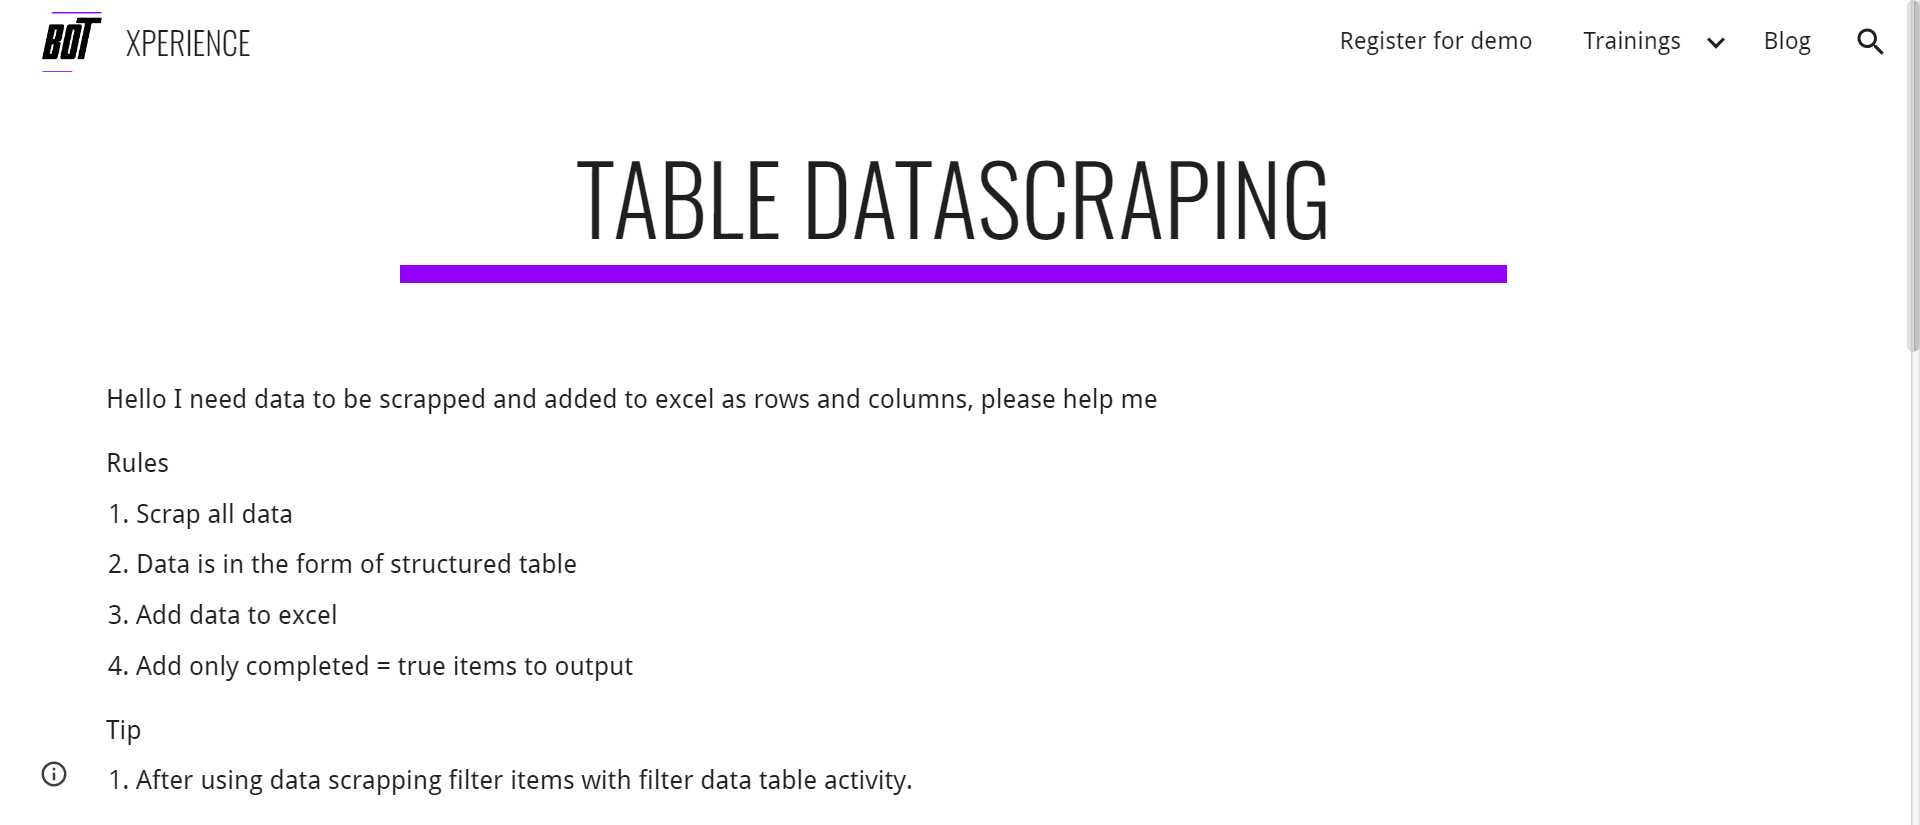 BOT
XPERIENCE
Register for demo
Trainings
Blog
TABLE DATASCRAPING
Hello I need data to be scrapped and added to excel as rows and columns, please help me
Rules
1. Scrap all data
2. Data is in the form of structured table
3. Add data to excel
4. Add only completed = true items to output
Tip
1. After using data scrapping filter items with filter data table activity.